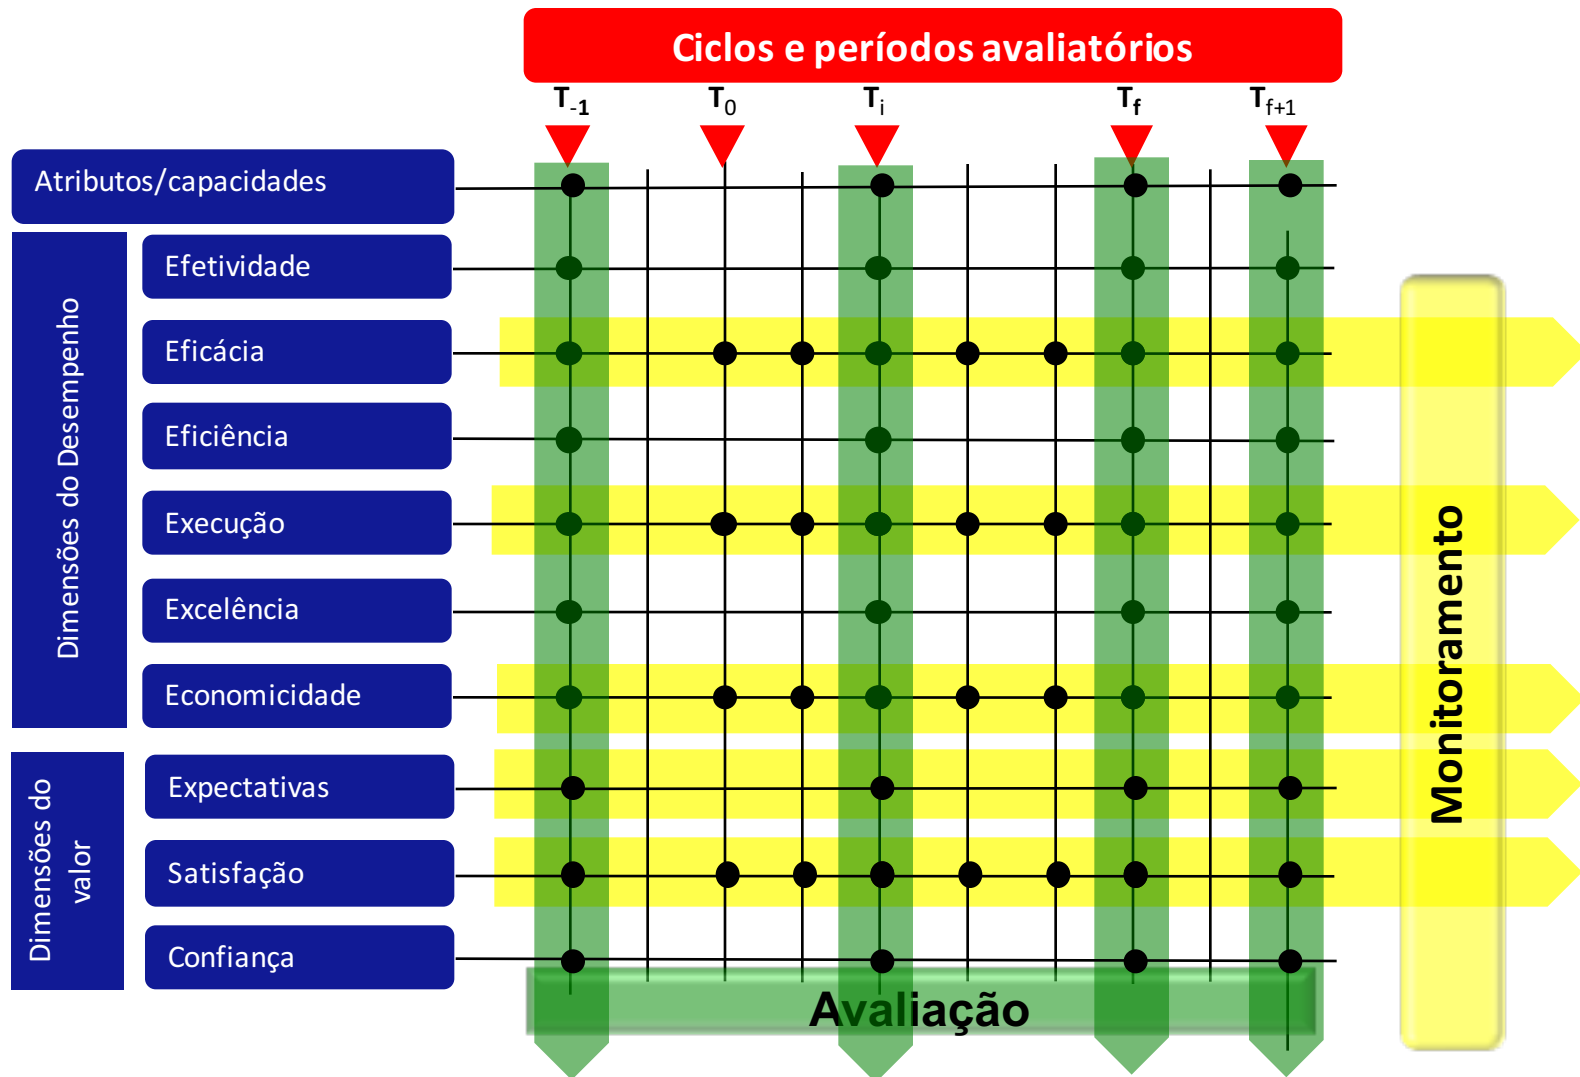 Ciclos e períodos avaliatórios
T-1 T0 Ti Tf Tf+1
Atributos/capacidades
Dimensões do Desempenho
Efetividade
Eficácia
Eficiência
Execução
Excelência
Economicidade
Dimensões do
valor
Expectativas
Satisfação
Confiança
Monitoramento
Avaliação